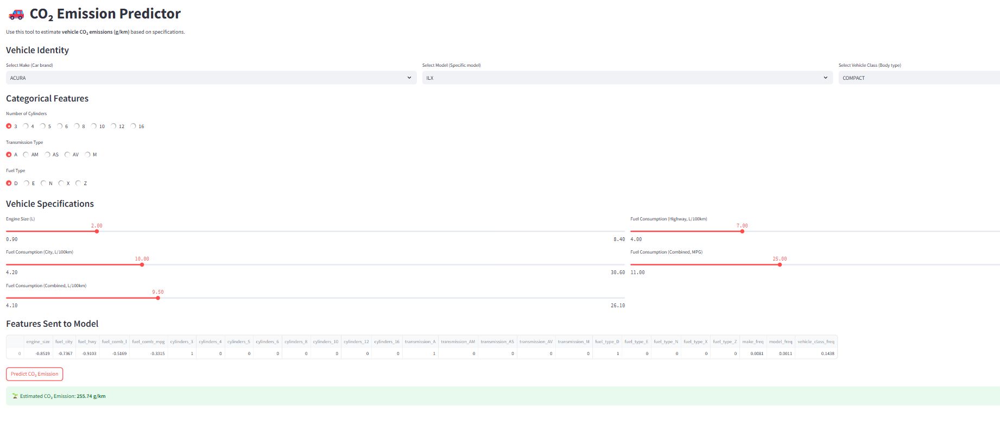 CO₂ Emission Predictor
Use this tool to estimate vehicle CO₂ emissions (g/km) based on specifications.
Vehicle Identity
Select Make (Car brand) Select Model (Specific model) Select Vehicle Class (Body type)
ACURA ILX COMPACT
Categorical Features
Number of Cylinders
3 4 5 6 8 10 12 16
Transmission Type
A AM AS AV M
Fuel Type
D E N X Z
Vehicle Specifications
Engine Size (L) Fuel Consumption (Highway, L/100km)
2.00 7.00
0.90 8.40 4.00
Fuel Consumption (City, L/100km) Fuel Consumption (Combined, MPG)
10.00 25.00
4.20 30.60 11.00
Fuel Consumption (Combined, L/100km)
9.50
4.10 26.10
Features Sent to Model
engine_size fuel_city fuel_hwy fuel_comb_l fuel_comb_mpg cylinders_3 cylinders_4 cylinders_5 cylinders_6 cylinders_8 cylinders_10 cylinders_12 cylinders_16 transmission_A transmission_AM transmission_AS transmission_AV transmission_M fuel_type_D fuel_type_E fuel_type_N fuel_type_X fuel_type_Z make_freq model_freq vehicle_class_freq
0 -0.8519 -0.7367 -0.9103 -0.5169 -0.3315 1 0 0 0 0 0 0 0 1 0 0 0 0 1 0 0 0 0 0.0081 0.0011 0.1438
Predict CO₂ Emission
Estimated CO₂ Emission: 255.74 g/km